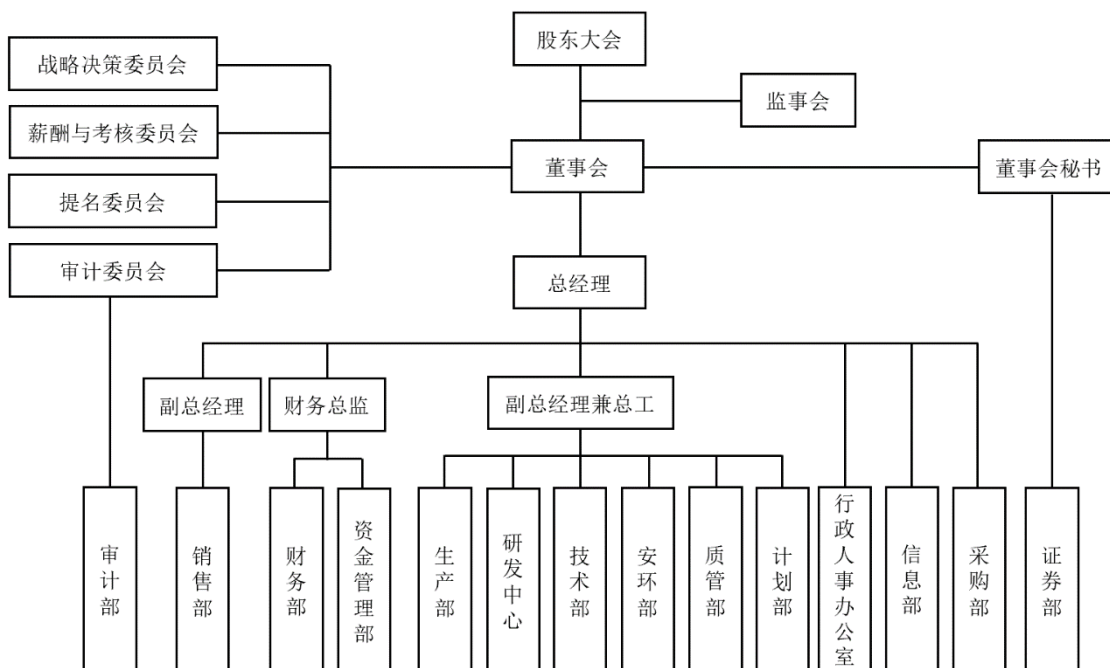 股东大会
战略决策委员会
监事会
薪酬与考核委员会
董事会
董事会秘书
提名委员会
审计委员会
总经理
副总经理
财务总监
副总经理兼总工
审计部
销售部
财务部
资金管理部
生产部
研发中心
技术部
安环部
质管部
计划部
行政人事办公室
信息部
采购部
证券部